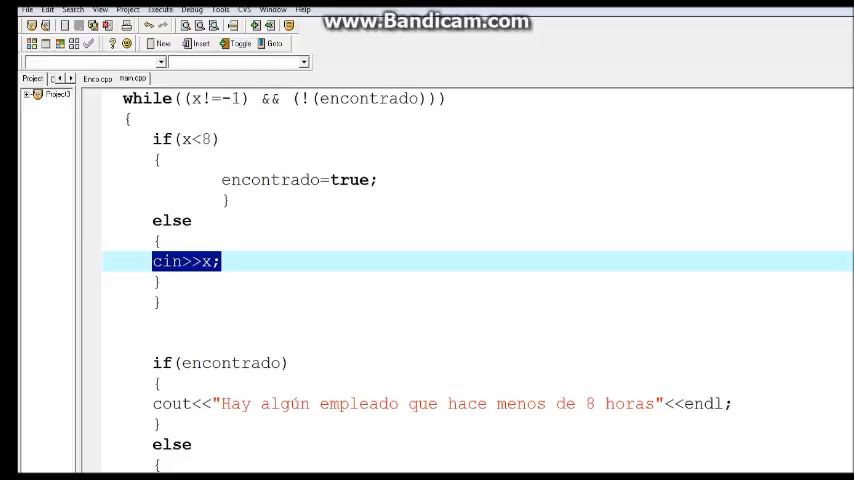 www.Bandicam.com
File Edit Search View Project Execute Debug Tools CVS Window Help
New Insert Toggle Goto
Project Enco.cpp main.cpp
Project3
while((x!=-1) && (!(encontrado)))
{
if(x<8)
{
encontrado=true;
}
else
{
cin>>x;
}
}
if(encontrado)
{
cout<<"Hay algún empleado que hace menos de 8 horas"<<endl;
}
else
{